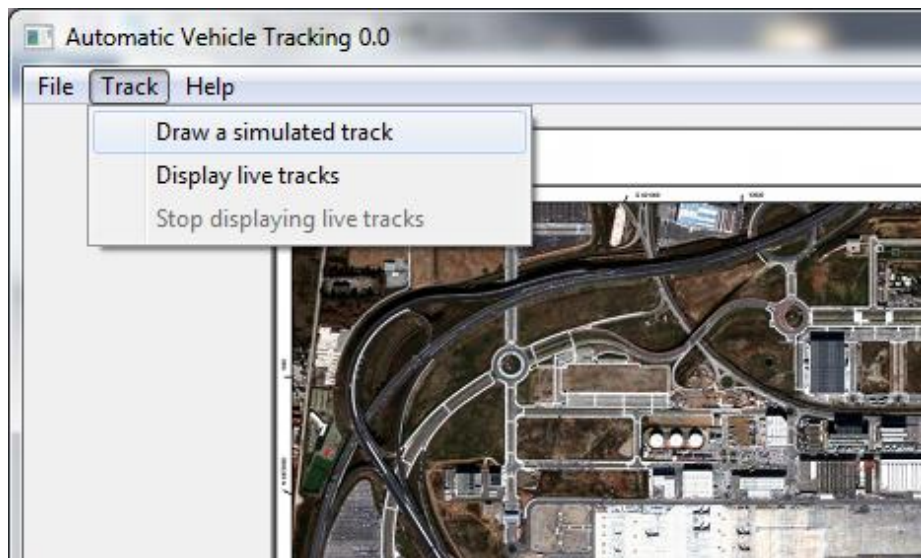 Automatic Vehicle Tracking 0.0
File Track Help
Draw a simulated track
Display live tracks
Stop displaying live tracks